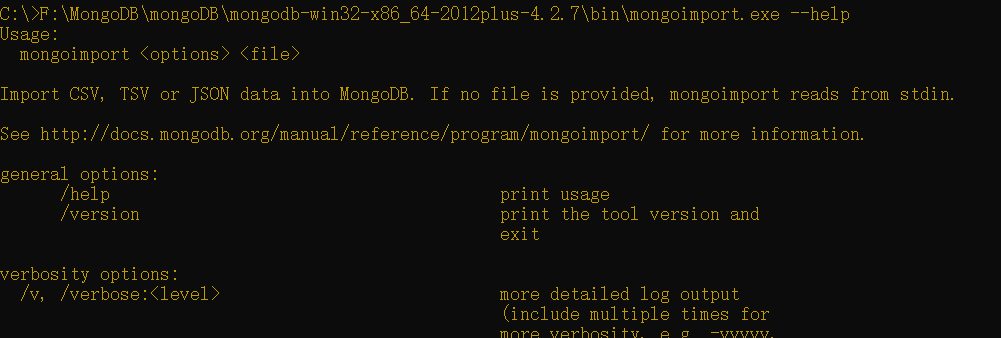 C:\>F:\MongoDB\mongoDB\mongodb-win32-x86_64-2012plus-4.2.7\bin\mongoimport.exe --help
Usage:
mongoimport <options> <file>
Import CSV, TSV or JSON data into MongoDB. If no file is provided, mongoimport reads from stdin.
See http://docs.mongodb.org/manual/reference/program/mongoimport/ for more information.
general options:
/help print usage
/version print the tool version and
exit
verbosity options:
/v, /verbose:<level> more detailed log output
(include multiple times for
more verbosity, e.g. -vvvvv,